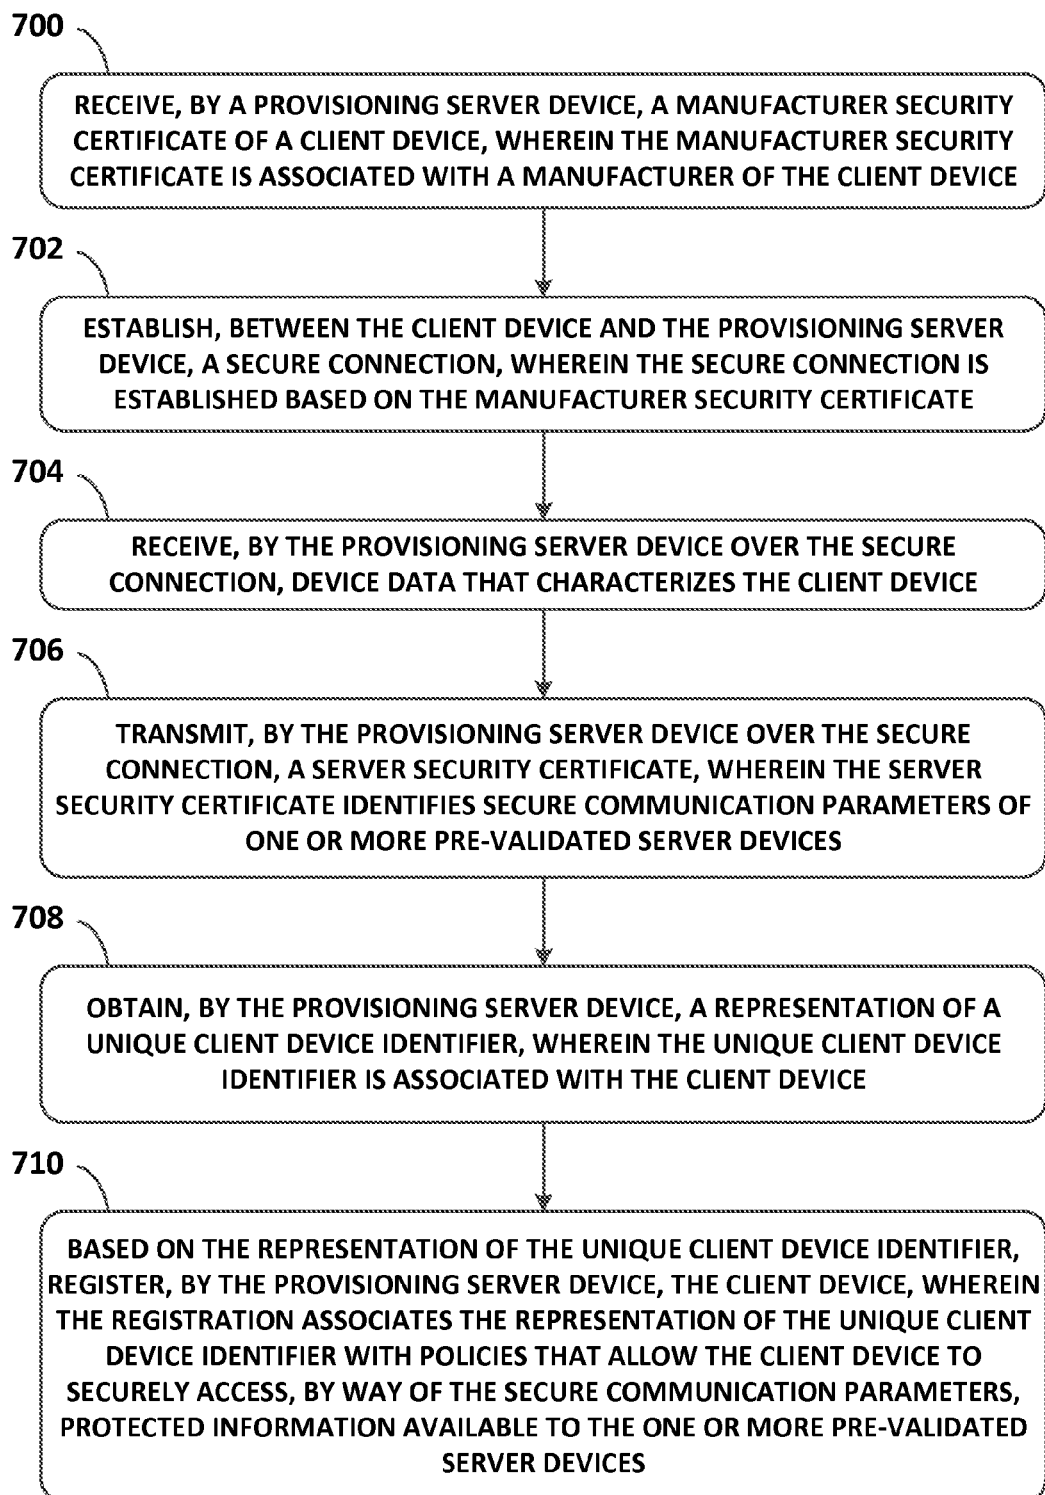 700
RECEIVE, BY A PROVISIONING SERVER DEVICE, A MANUFACTURER SECURITY
CERTIFICATE OF A CLIENT DEVICE, WHEREIN THE MANUFACTURER SECURITY
CERTIFICATE IS ASSOCIATED WITH A MANUFACTURER OF THE CLIENT DEVICE
702
ESTABLISH, BETWEEN THE CLIENT DEVICE AND THE PROVISIONING SERVER
DEVICE, A SECURE CONNECTION, WHEREIN THE SECURE CONNECTION IS
ESTABLISHED BASED ON THE MANUFACTURER SECURITY CERTIFICATE
704
RECEIVE, BY THE PROVISIONING SERVER DEVICE OVER THE SECURE
CONNECTION, DEVICE DATA THAT CHARACTERIZES THE CLIENT DEVICE
706
TRANSMIT, BY THE PROVISIONING SERVER DEVICE OVER THE SECURE
CONNECTION, A SERVER SECURITY CERTIFICATE, WHEREIN THE SERVER
SECURITY CERTIFICATE IDENTIFIES SECURE COMMUNICATION PARAMETERS OF
ONE OR MORE PRE-VALIDATED SERVER DEVICES
708
OBTAIN, BY THE PROVISIONING SERVER DEVICE, A REPRESENTATION OF A
UNIQUE CLIENT DEVICE IDENTIFIER, WHEREIN THE UNIQUE CLIENT DEVICE
IDENTIFIER IS ASSOCIATED WITH THE CLIENT DEVICE
710
BASED ON THE REPRESENTATION OF THE UNIQUE CLIENT DEVICE IDENTIFIER,
REGISTER, BY THE PROVISIONING SERVER DEVICE, THE CLIENT DEVICE, WHEREIN
THE REGISTRATION ASSOCIATES THE REPRESENTATION OF THE UNIQUE CLIENT
DEVICE IDENTIFIER WITH POLICIES THAT ALLOW THE CLIENT DEVICE TO
SECURELY ACCESS, BY WAY OF THE SECURE COMMUNICATION PARAMETERS,
PROTECTED INFORMATION AVAILABLE TO THE ONE OR MORE PRE-VALIDATED
SERVER DEVICES